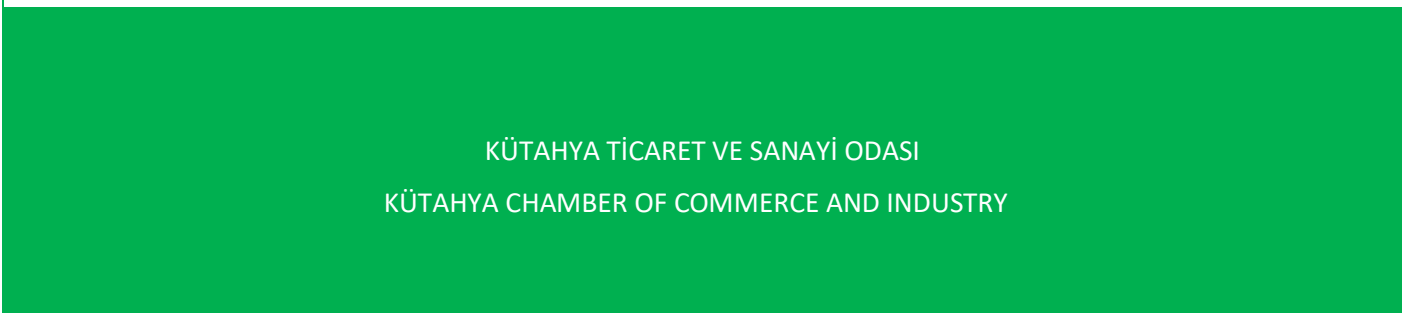 KÜTAHYA TİCARET VE SANAYİ ODASI
KÜTAHYA CHAMBER OF COMMERCE AND INDUSTRY